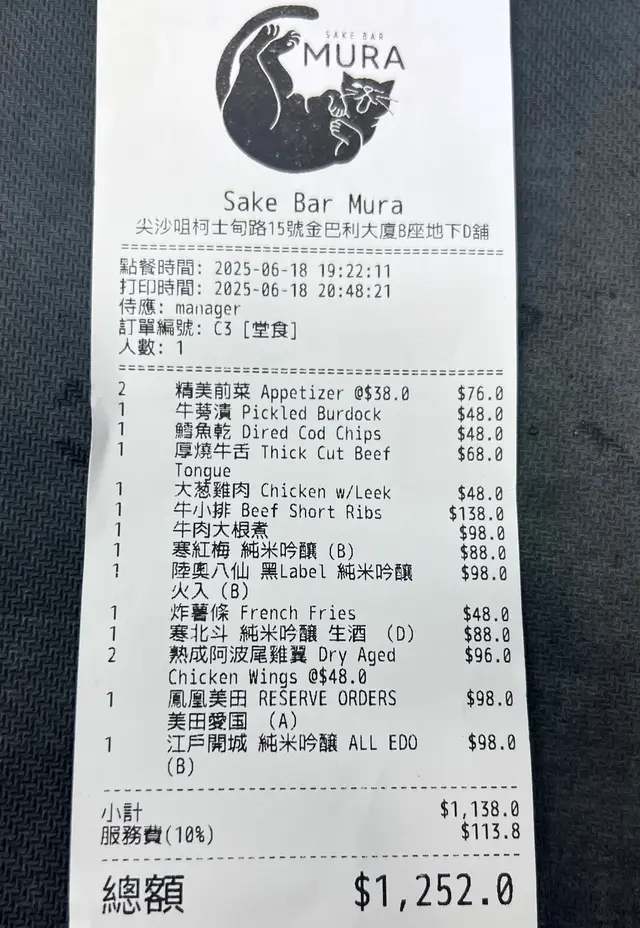 SAKE BAR
MURA
Sake Bar Mura
尖沙咀柯士甸路15號金巴利大廈B座地下D舖
點餐時間: 2025-06-18 19:22:11
打印時間: 2025-06-18 20:48:21
侍應: manager
訂單編號: C3 [堂食]
人數: 1
2 精美前菜 Appetizer @$38.0 $76.0
1 牛蒡漬 Pickled Burdock $48.0
1 鱈魚乾 Dired Cod Chips $48.0
1 厚燒牛舌 Thick Cut Beef $68.0
Tongue
1 大葱雞肉 Chicken w/Leek $48.0
1 牛小排 Beef Short Ribs $138.0
1 牛肉大根煮 $98.0
1 寒紅梅 純米吟釀 (B) $88.0
1 陸奧八仙 黑Label 純米吟釀 $98.0
火入 (B)
1 炸薯條 French Fries $48.0
1 寒北斗 純米吟釀 生酒 (D) $88.0
2 熟成阿波尾雞翼 Dry Aged $96.0
Chicken Wings @$48.0
1 鳳凰美田 RESERVE ORDERS $98.0
美田愛国 (A)
1 江戶開城 純米吟釀 ALL EDO $98.0
(B)
小計 $1,138.0
服務費(10%) $113.8
總額 $1,252.0